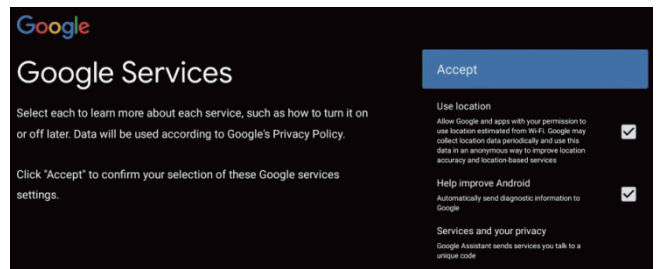 Google
Google Services
Select each to learn more about each service, such as how to turn it on
or off later. Data will be used according to Google's Privacy Policy.
Click "Accept" to confirm your selection of these Google services
settings.
Accept
Use location
Allow Google and apps with your permission to
use location estimated from Wi-Fi. Google may
collect location data periodically and use this
data in an anonymous way to improve location
accuracy and location-based services
Help improve Android
Automatically send diagnostic information to
Google
Services and your privacy
Google Assistant sends services you talk to a
unique code